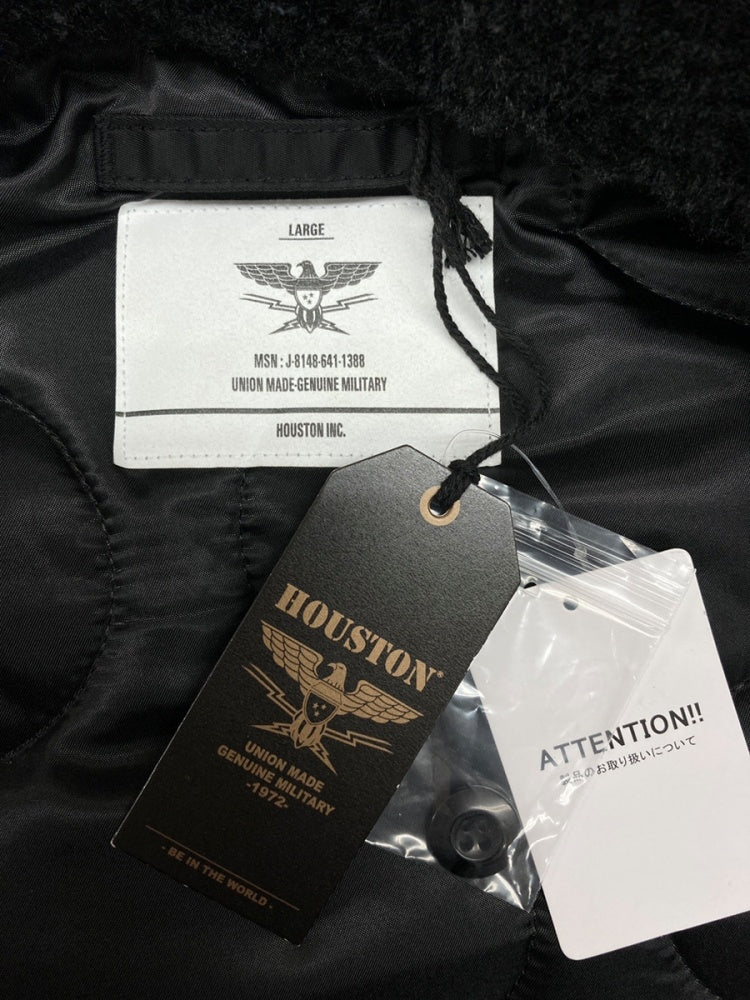 LARGE
MSN : J-8148-641-1388
UNION MADE-GENUINE MILITARY
HOUSTON INC.
HOUSTON®
UNION MADE
GENUINE MILITARY
-1972-
- BE IN THE WORLD -
ATTENTION!!
製品のお取り扱いについて